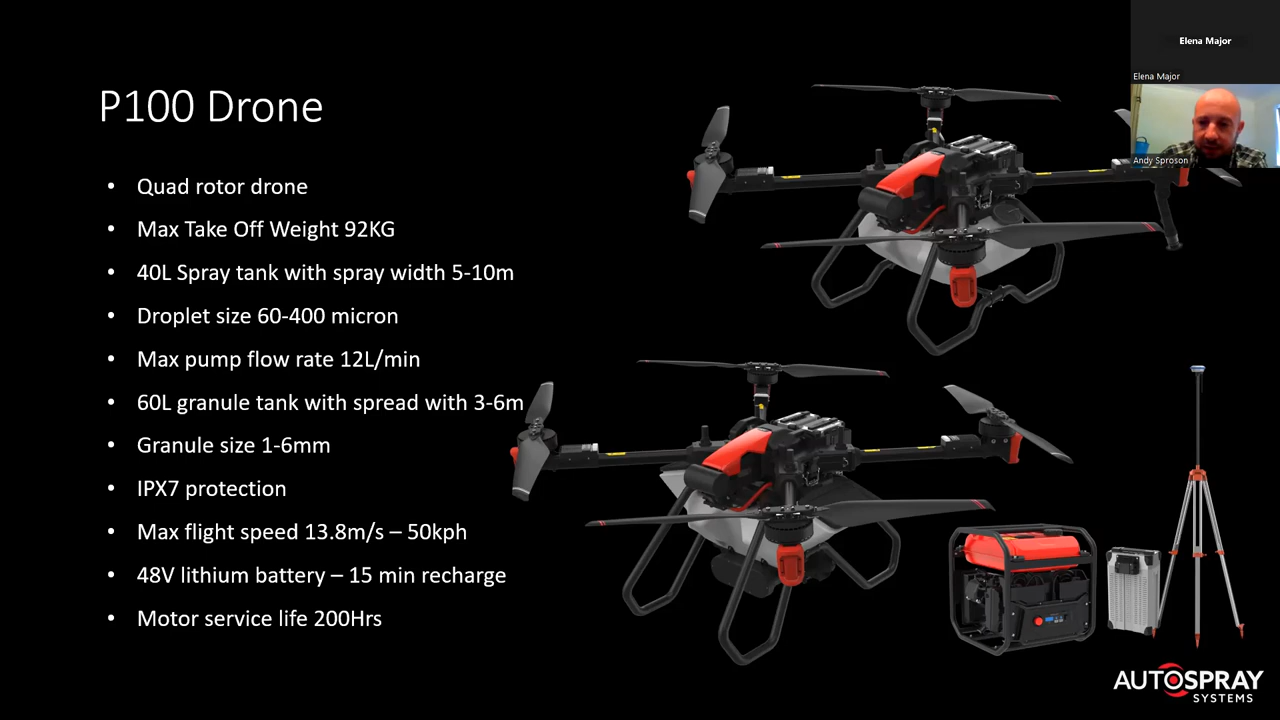 P100 Drone
• Quad rotor drone
• Max Take Off Weight 92KG
• 40L Spray tank with spray width 5-10m
• Droplet size 60-400 micron
• Max pump flow rate 12L/min
• 60L granule tank with spread with 3-6m
• Granule size 1-6mm
• IPX7 protection
• Max flight speed 13.8m/s – 50kph
• 48V lithium battery – 15 min recharge
• Motor service life 200Hrs
Elena Major
Elena Major
Andy Sproson
AUTOSPRAY
SYSTEMS